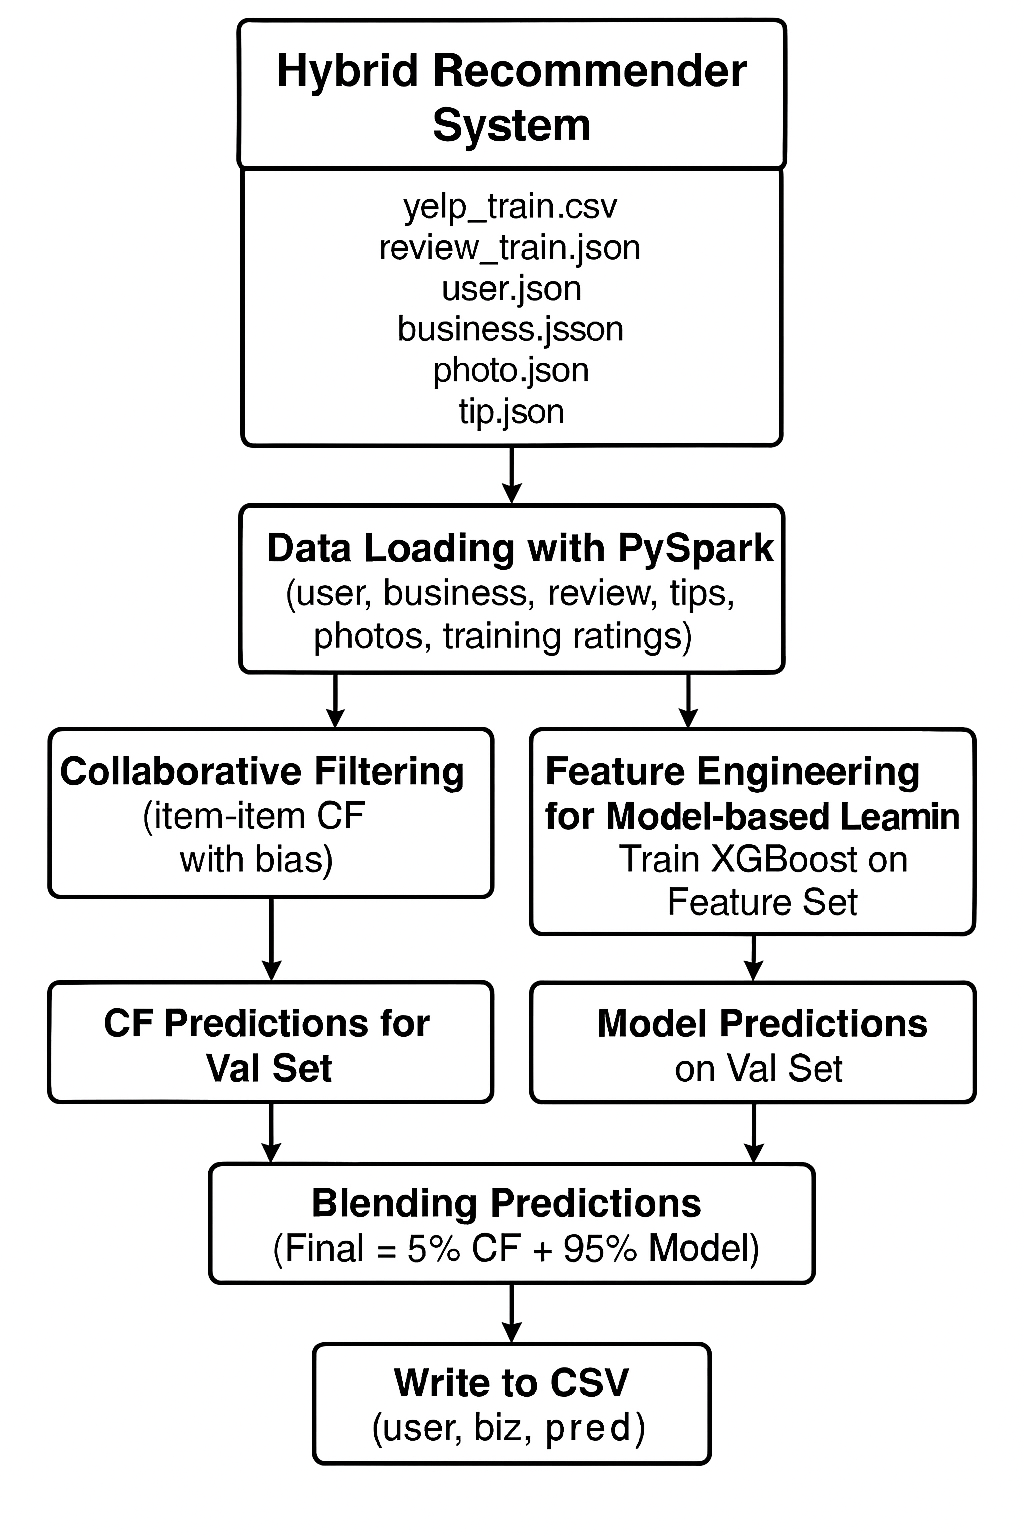 Hybrid Recommender
System
yelp_train.csv
review_train.json
user.json
business.jsson
photo.json
tip.json
Data Loading with PySpark
(user, business, review, tips,
photos, training ratings)
Collaborative Filtering
(item-item CF
with bias)
Feature Engineering
for Model-based Leamin
Train XGBoost on
Feature Set
CF Predictions for
Val Set
Model Predictions
on Val Set
Blending Predictions
(Final = 5% CF + 95% Model)
Write to CSV
(user, biz, pred)